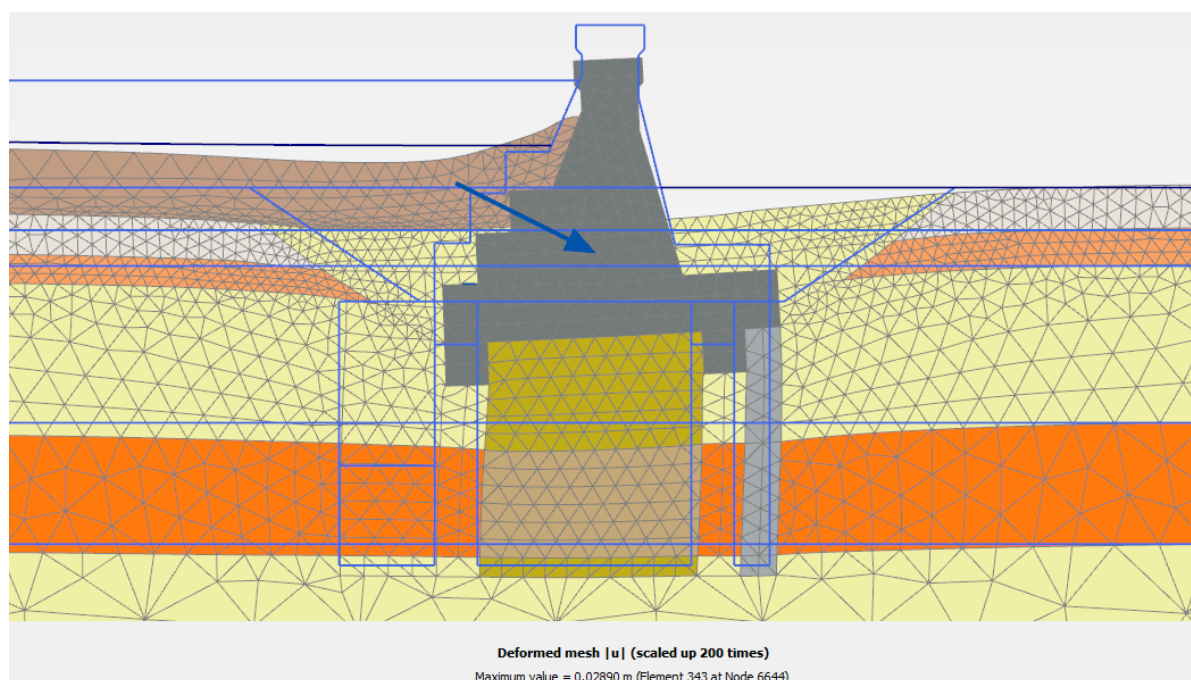 Deformed mesh |u| (scaled up 200 times)
Maximum value = 0.02890 m (Element 343 at Node 6644)